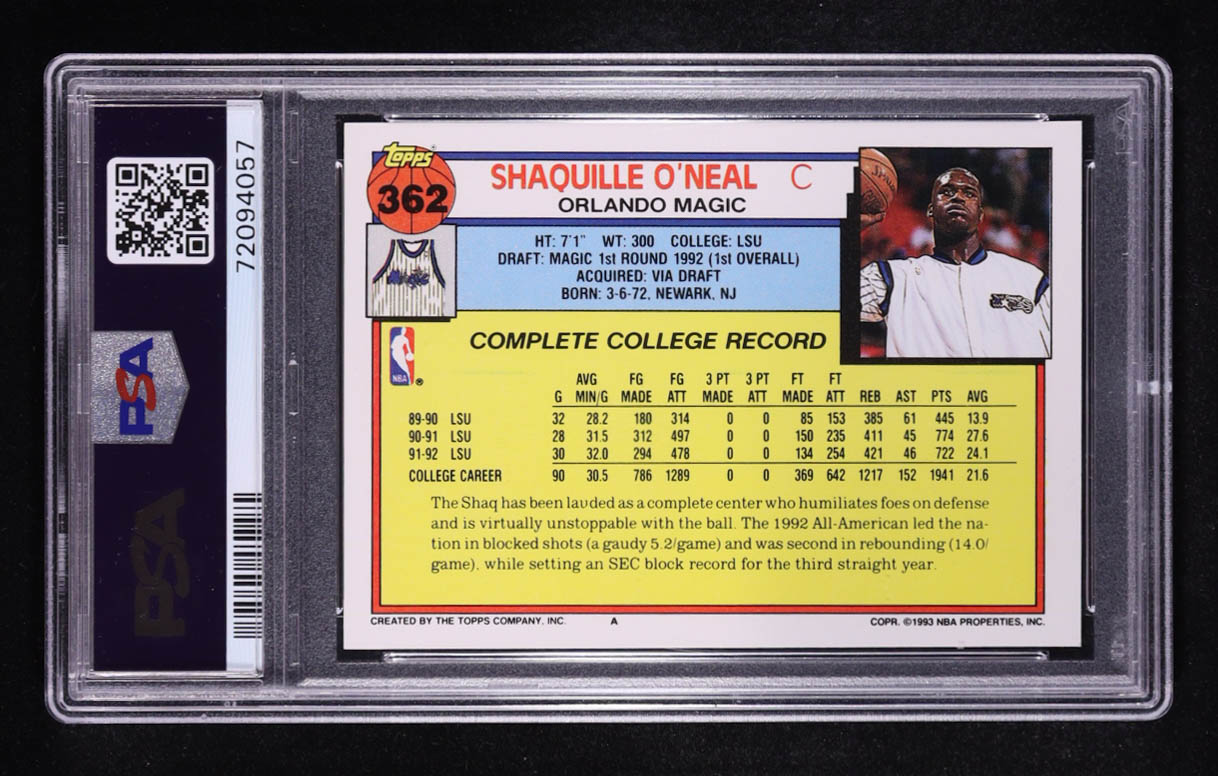 72094057
PSA
PSA
Topps
362
SHAQUILLE O'NEAL C
ORLANDO MAGIC
HT: 7'1" WT: 300 COLLEGE: LSU
DRAFT: MAGIC 1st ROUND 1992 (1st OVERALL)
ACQUIRED: VIA DRAFT
BORN: 3-6-72, NEWARK, NJ
Magic
NBA ®
COMPLETE COLLEGE RECORD
AVG FG FG 3 PT 3 PT FT FT
G MIN/G MADE ATT MADE ATT MADE ATT REB AST PTS AVG
89-90 LSU 32 28.2 180 314 0 0 85 153 385 61 445 13.9
90-91 LSU 28 31.5 312 497 0 0 150 235 411 45 774 27.6
91-92 LSU 30 32.0 294 478 0 0 134 254 421 46 722 24.1
COLLEGE CAREER 90 30.5 786 1289 0 0 369 642 1217 152 1941 21.6
The Shaq has been lauded as a complete center who humiliates foes on defense
and is virtually unstoppable with the ball. The 1992 All-American led the na-
tion in blocked shots (a gaudy 5.2/game) and was second in rebounding (14.0/
game), while setting an SEC block record for the third straight year.
CREATED BY THE TOPPS COMPANY, INC. A COPR. ©1993 NBA PROPERTIES, INC.